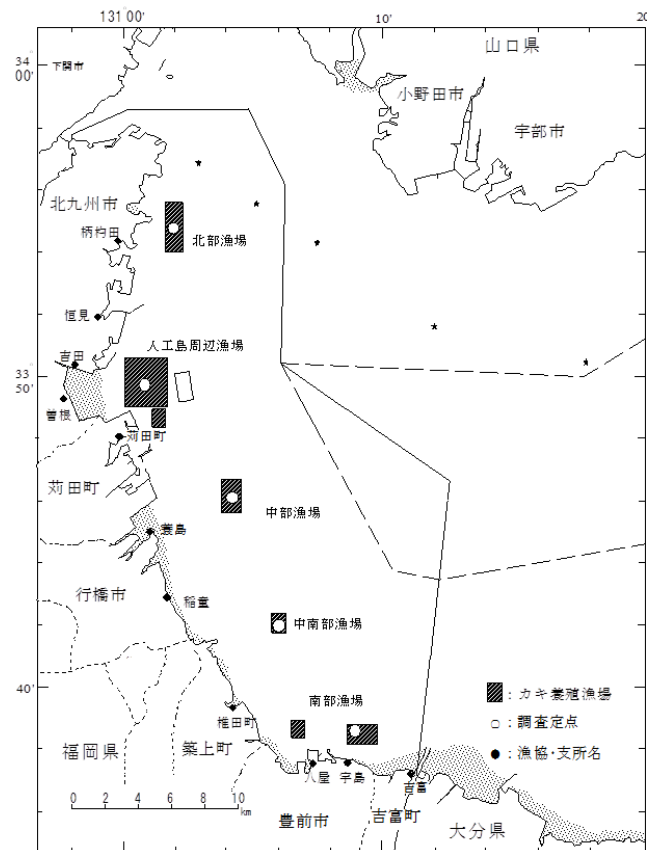 131° 00′
10′
20
34° 00′
下関市
山口県
小野田市
宇部市
北九州市
柄杓田
北部漁場
恒見
人工島周辺漁場
吉田
33° 50′
曽根
苅田町
苅田町
中部漁場
蓑島
行橋市
稲童
中南部漁場
40′
南部漁場
:カキ養殖漁場
椎田町
:調査定点
福岡県
築上町
:漁協・支所名
八屋
宇島
吉富
0 2 4 6 8 10
km
豊前市
吉富町
大分県